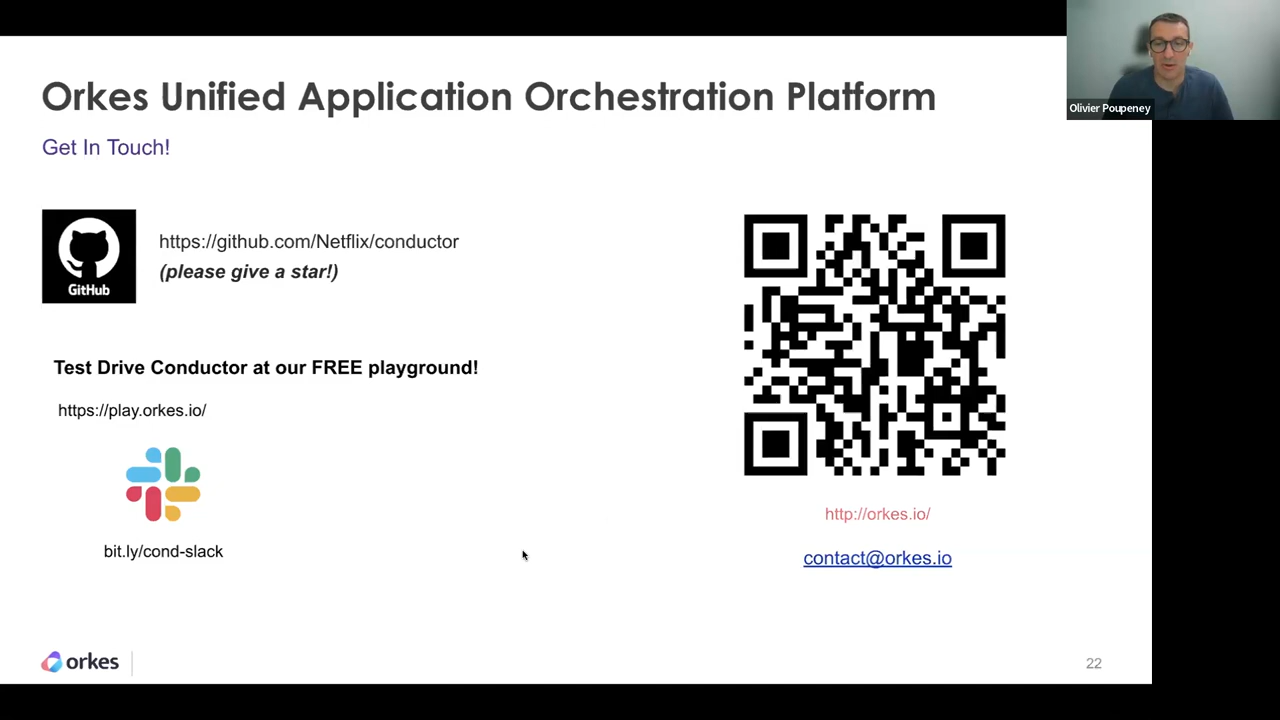 Olivier Poupeney
Orkes Unified Application Orchestration Platform
Get In Touch!
GitHub
https://github.com/Netflix/conductor
(please give a star!)
Test Drive Conductor at our FREE playground!
https://play.orkes.io/
bit.ly/cond-slack
http://orkes.io/
contact@orkes.io
orkes
22